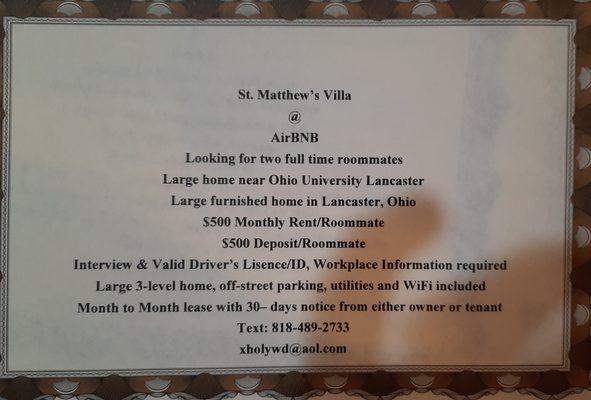 St. Matthew's Villa
@
AirBNB
Looking for two full time roommates
Large home near Ohio University Lancaster
Large furnished home in Lancaster, Ohio
$500 Monthly Rent/Roommate
$500 Deposit/Roommate
Interview & Valid Driver's Lisence/ID, Workplace Information required
Large 3-level home, off-street parking, utilities and WiFi included
Month to Month lease with 30– days notice from either owner or tenant
Text: 818-489-2733
xholywd@aol.com